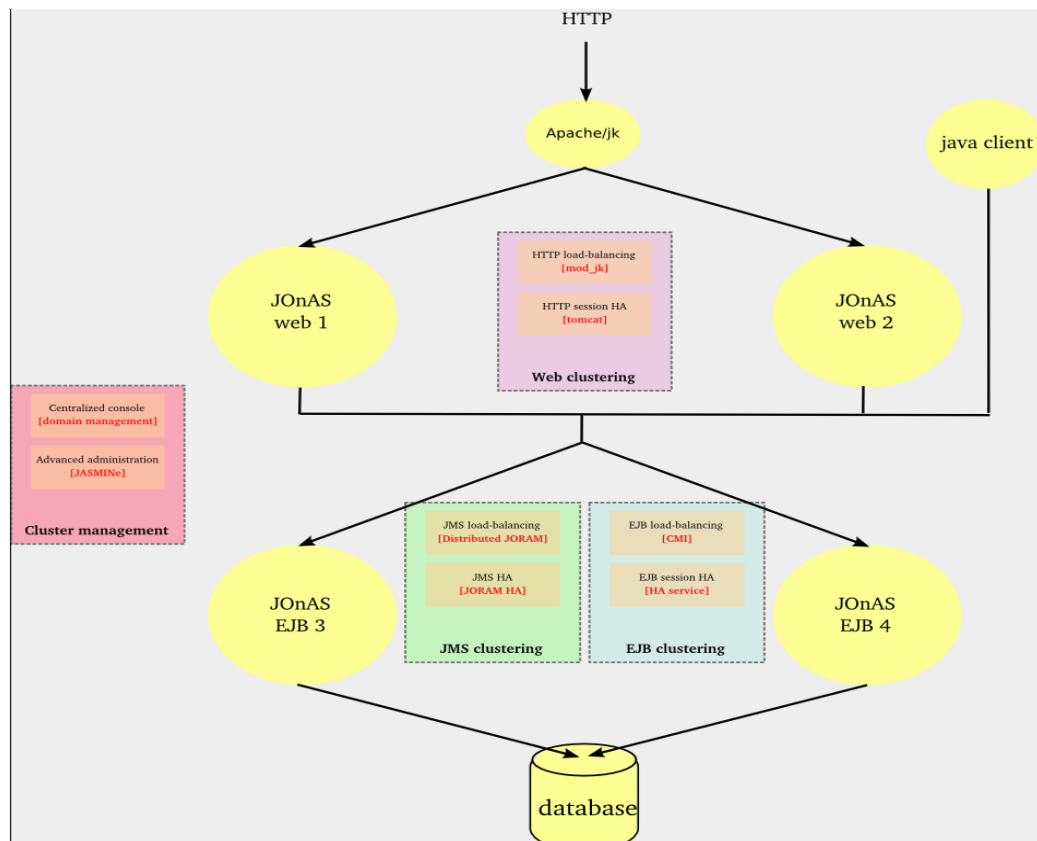 HTTP
Apache/jk
java client
JOnAS
web 1
HTTP load-balancing
[mod_jk]
HTTP session HA
[tomcat]
Web clustering
JOnAS
web 2
Centralized console
[domain management]
Advanced administration
[JASMINe]
Cluster management
JOnAS
EJB 3
JMS load-balancing
[Distributed JORAM]
JMS HA
[JORAM HA]
JMS clustering
EJB load-balancing
[CMI]
EJB session HA
[HA service]
EJB clustering
JOnAS
EJB 4
database